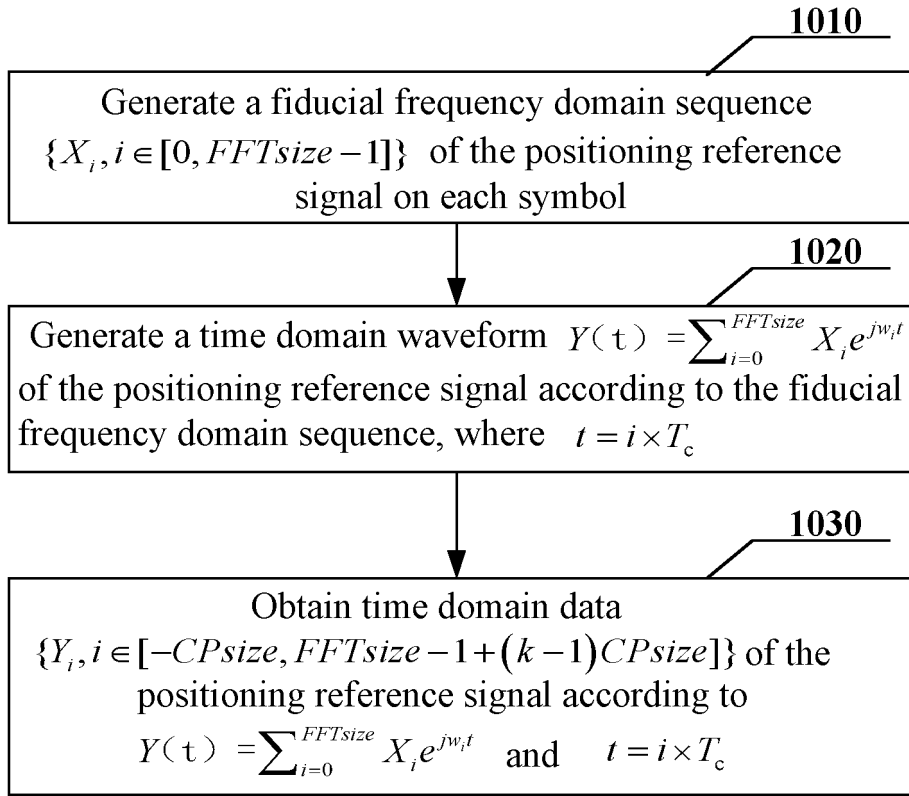 1010
Generate a fiducial frequency domain sequence
{X_i, i ∈ [0, FFTsize − 1]} of the positioning reference
signal on each symbol
1020
Generate a time domain waveform Y(t) = ∑_{i=0}^{FFTsize} X_i e^{jw_i t}
of the positioning reference signal according to the fiducial
frequency domain sequence, where t = i × T_c
1030
Obtain time domain data
{Y_i, i ∈ [−CPsize, FFTsize − 1 + (k − 1)CPsize]} of the
positioning reference signal according to
Y(t) = ∑_{i=0}^{FFTsize} X_i e^{jw_i t} and t = i × T_c